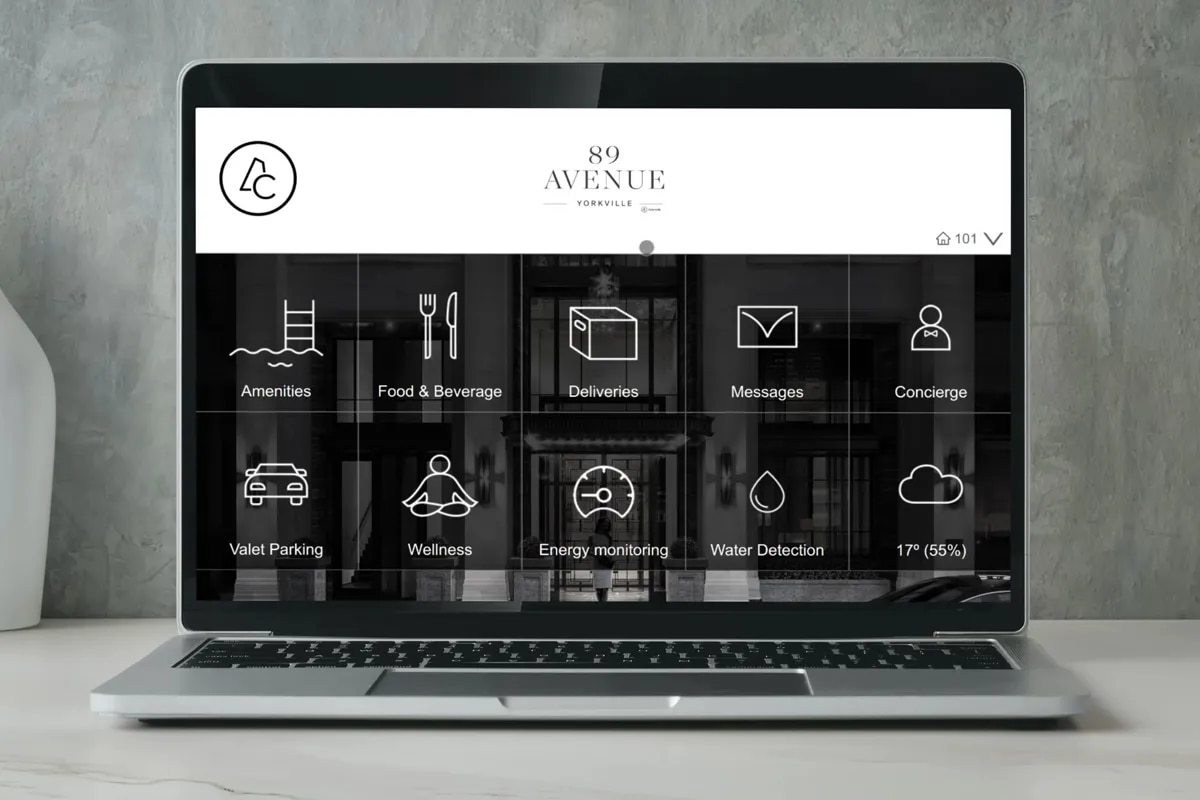 AC
89
AVENUE
YORKVILLE
101
Amenities
Food & Beverage
Deliveries
Messages
Concierge
Valet Parking
Wellness
Energy monitoring
Water Detection
17º (55%)